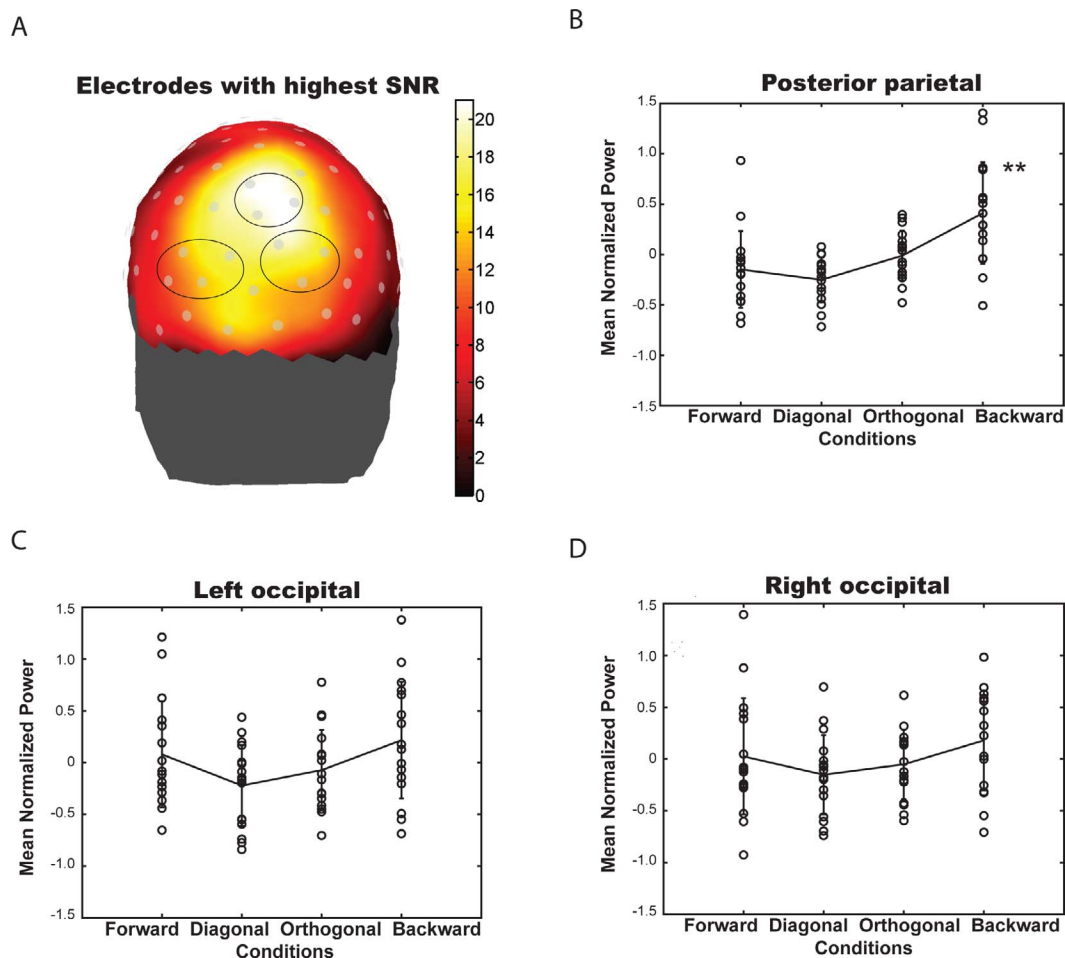 A
Electrodes with highest SNR
20
18
16
14
12
10
8
6
4
2
0
B
Posterior parietal
Mean Normalized Power
1.5
1.0
0.5
0
-0.5
-1.0
-1.5
**
Forward Diagonal Orthogonal Backward
Conditions
C
Left occipital
Mean Normalized Power
1.5
1.0
0.5
0
-0.5
-1.0
-1.5
Forward Diagonal Orthogonal Backward
Conditions
D
Right occipital
Mean Normalized Power
1.5
1.0
0.5
0
-0.5
-1.0
-1.5
Forward Diagonal Orthogonal Backward
Conditions